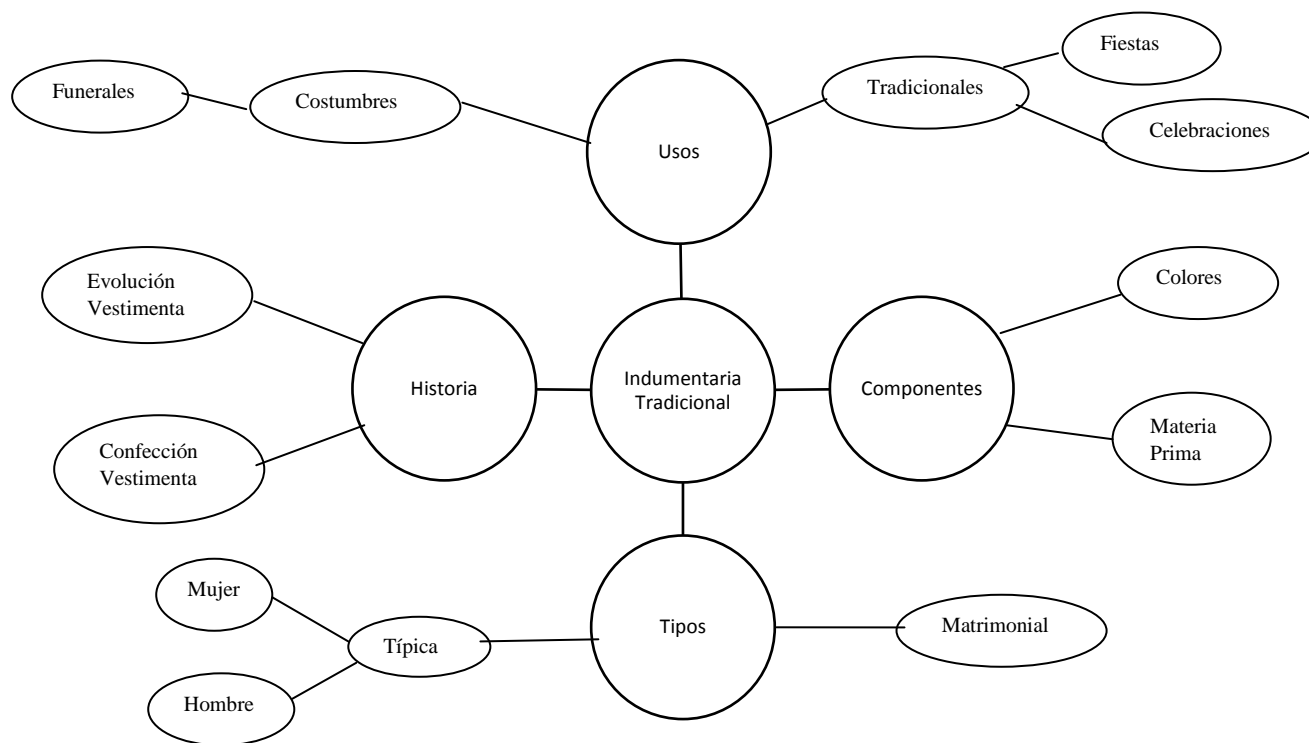 Fiestas
Funerales
Costumbres
Tradicionales
Celebraciones
Usos
Evolución
Vestimenta
Colores
Historia
Indumentaria
Tradicional
Componentes
Confección
Vestimenta
Materia
Prima
Mujer
Típica
Tipos
Matrimonial
Hombre